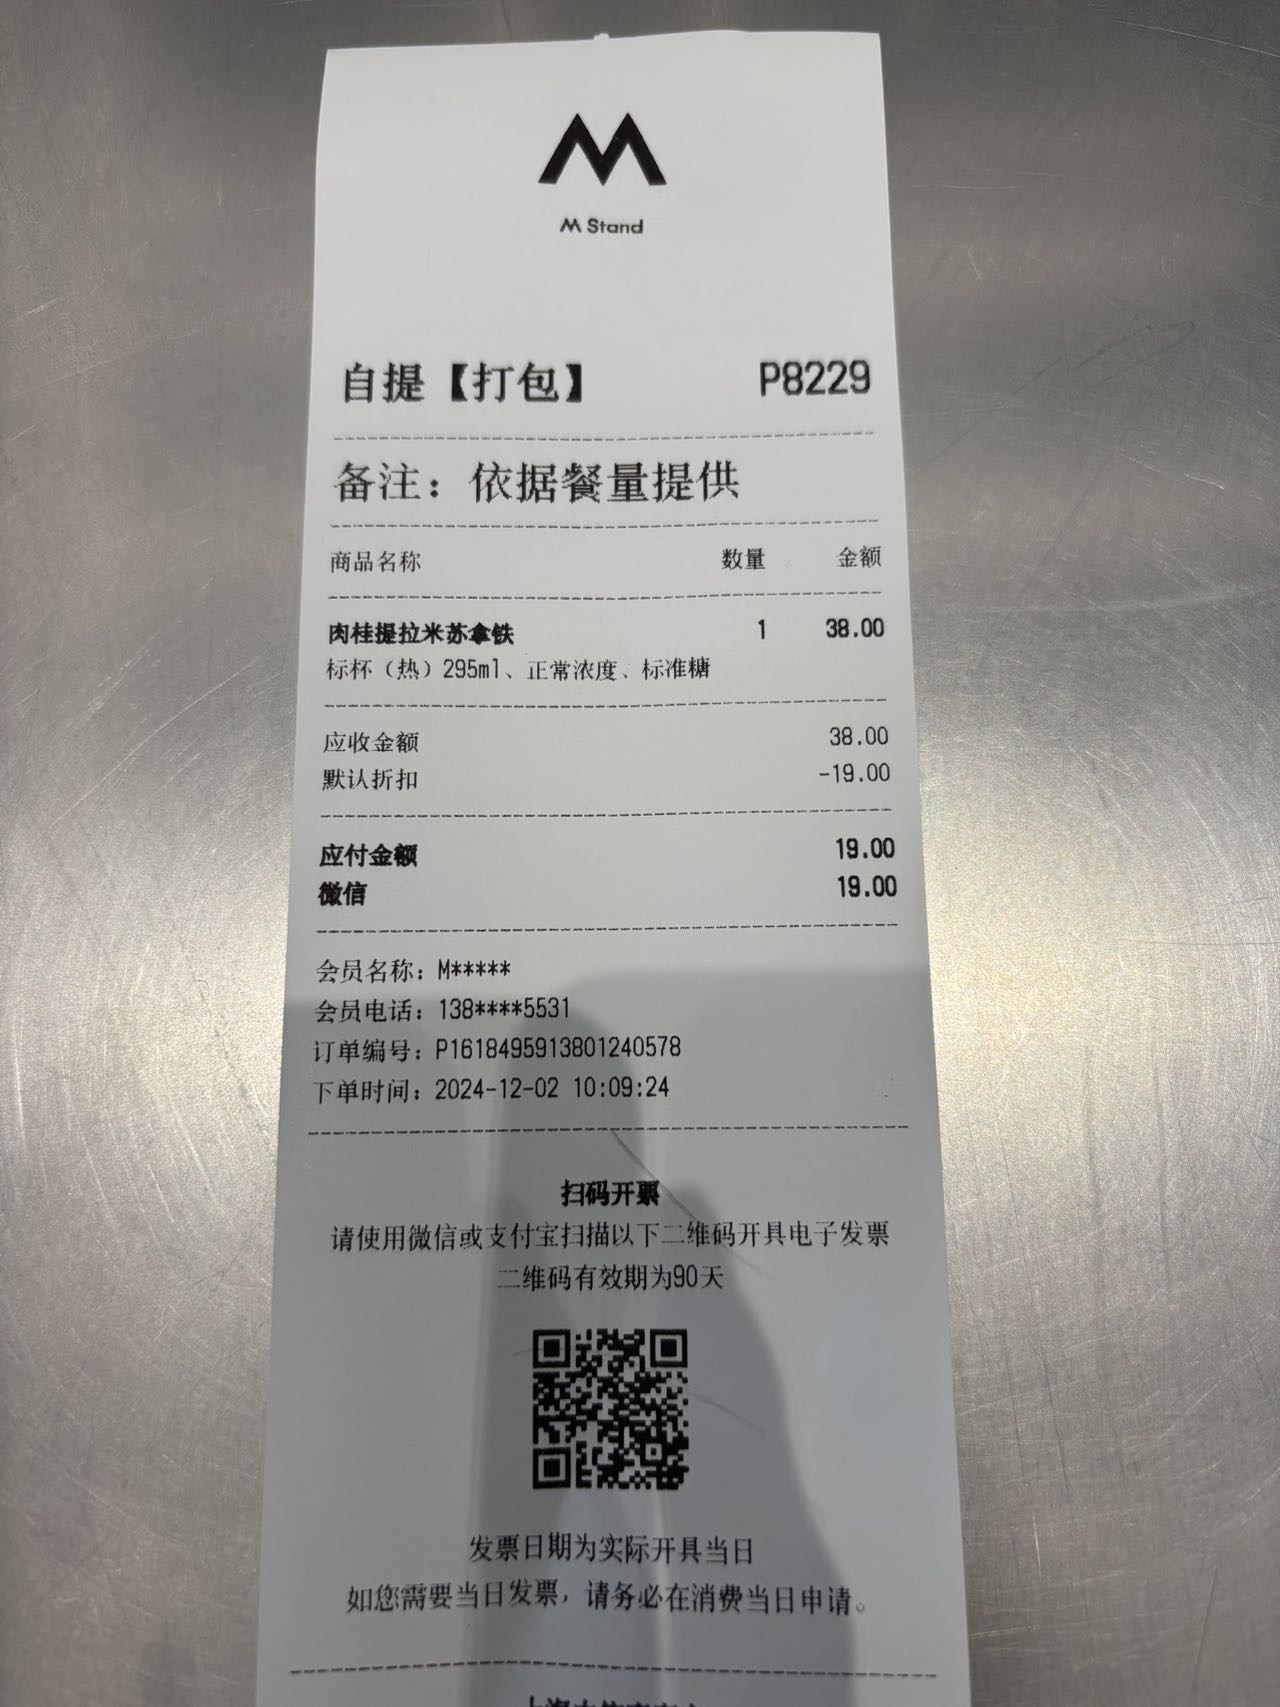 M Stand
自提【打包】 P8229
备注：依据餐量提供
商品名称 数量 金额
肉桂提拉米苏拿铁 1 38.00
标杯（热）295ml、正常浓度、标准糖
应收金额 38.00
默认折扣 -19.00
应付金额 19.00
微信 19.00
会员名称：M*****
会员电话：138****5531
订单编号：P1618495913801240578
下单时间：2024-12-02 10:09:24
扫码开票
请使用微信或支付宝扫描以下二维码开具电子发票
二维码有效期为90天
发票日期为实际开具当日
如您需要当日发票，请务必在消费当日申请。